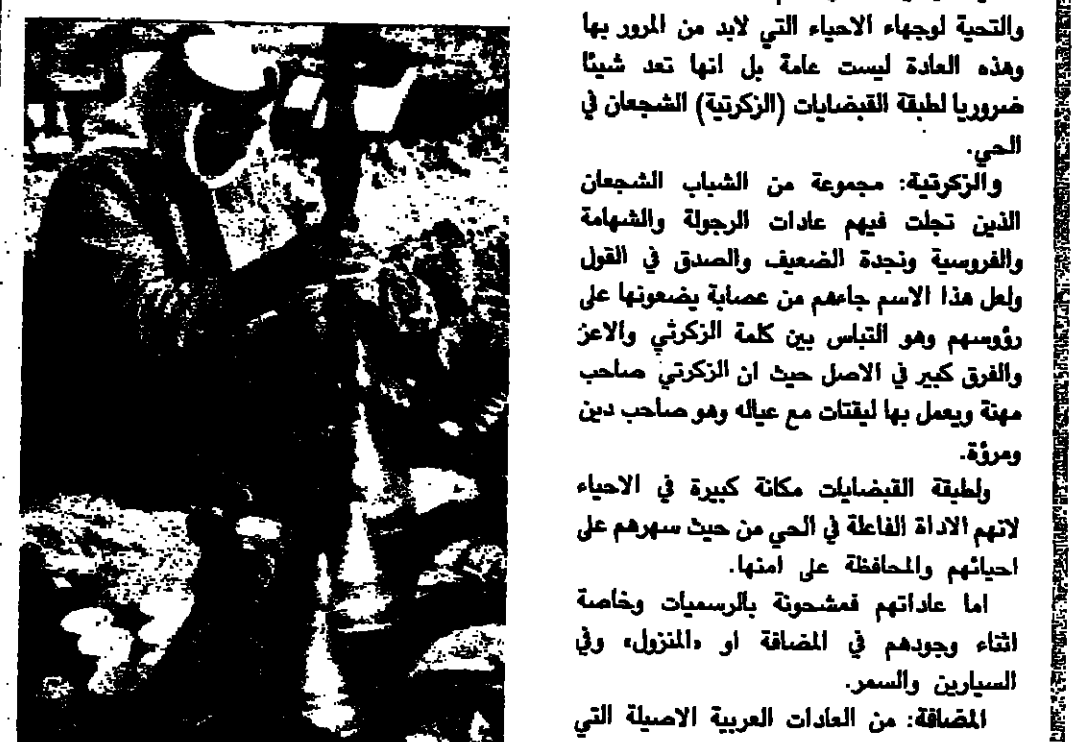 والتحية لوجهاء الاحياء التي لابد من المرور بها
وهذه العادة ليست عامة بل انها تعد شيئا
ضروريا لطبقة القبضايات (الزكرتية) الشجعان في
الحي.
والزكرتية: مجموعة من الشباب الشجعان
الذين تجلت فيهم عادات الرجولة والشهامة
والفروسية ونجدة الضعيف والصدق في القول
ولعل هذا الاسم جاءهم من عصابة يضعونها على
رؤوسهم وهو التباس بين كلمة الزكرثي والاعز
والفرق كبير في الاصل حيث ان الزكرتي صاحب
مهنة ويعمل بها ليقتات مع عياله وهو صاحب دين
ومروؤة.
ولطبقة القبضايات مكانة كبيرة في الاحياء
لانهم الاداة الفاعلة في الحي من حيث سهرهم على
احيائهم والمحافظة على امنها.
اما عاداتهم فمشحونة بالرسميات وخاصة
اثناء وجودهم في المضافة او «المنزول» وفي
السيارين والسمر.
المضافة: من العادات العربية الاصيلة التي